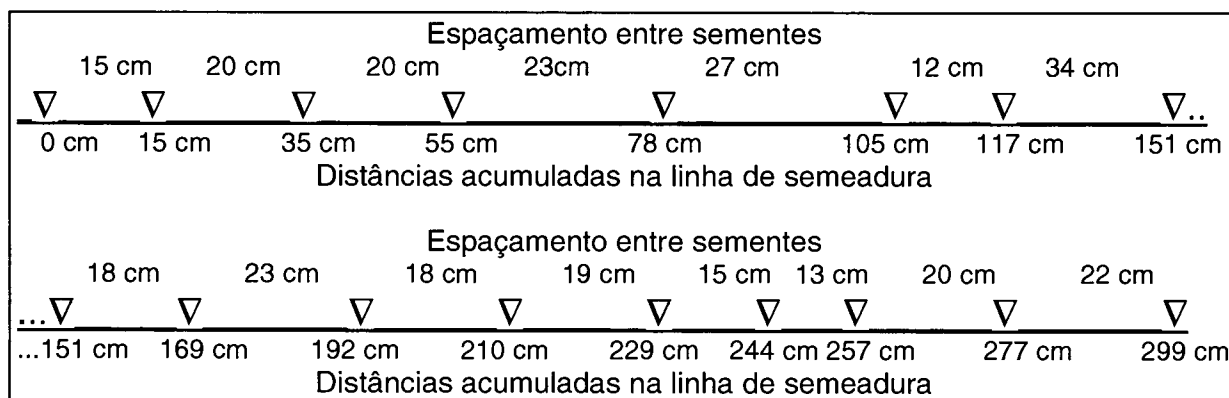 Espaçamento entre sementes
15 cm 20 cm 20 cm 23cm 27 cm 12 cm 34 cm
..
0 cm 15 cm 35 cm 55 cm 78 cm 105 cm 117 cm 151 cm
Distâncias acumuladas na linha de semeadura
Espaçamento entre sementes
18 cm 23 cm 18 cm 19 cm 15 cm 13 cm 20 cm 22 cm
...
...151 cm 169 cm 192 cm 210 cm 229 cm 244 cm 257 cm 277 cm 299 cm
Distâncias acumuladas na linha de semeadura